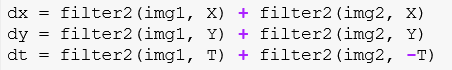 dx = filter2(img1, X) + filter2(img2, X)
dy = filter2(img1, Y) + filter2(img2, Y)
dt = filter2(img1, T) + filter2(img2, -T)